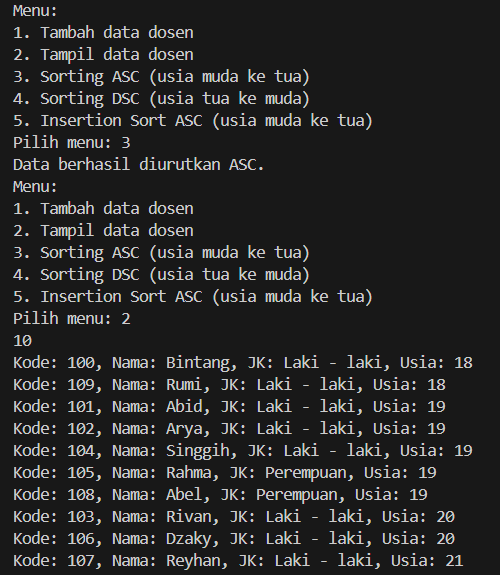 Menu:
1. Tambah data dosen
2. Tampil data dosen
3. Sorting ASC (usia muda ke tua)
4. Sorting DSC (usia tua ke muda)
5. Insertion Sort ASC (usia muda ke tua)
Pilih menu: 3
Data berhasil diurutkan ASC.
Menu:
1. Tambah data dosen
2. Tampil data dosen
3. Sorting ASC (usia muda ke tua)
4. Sorting DSC (usia tua ke muda)
5. Insertion Sort ASC (usia muda ke tua)
Pilih menu: 2
10
Kode: 100, Nama: Bintang, JK: Laki - laki, Usia: 18
Kode: 109, Nama: Rumi, JK: Laki - laki, Usia: 18
Kode: 101, Nama: Abid, JK: Laki - laki, Usia: 19
Kode: 102, Nama: Arya, JK: Laki - laki, Usia: 19
Kode: 104, Nama: Singgih, JK: Laki - laki, Usia: 19
Kode: 105, Nama: Rahma, JK: Perempuan, Usia: 19
Kode: 108, Nama: Abel, JK: Perempuan, Usia: 19
Kode: 103, Nama: Rivan, JK: Laki - laki, Usia: 20
Kode: 106, Nama: Dzaky, JK: Laki - laki, Usia: 20
Kode: 107, Nama: Reyhan, JK: Laki - laki, Usia: 21